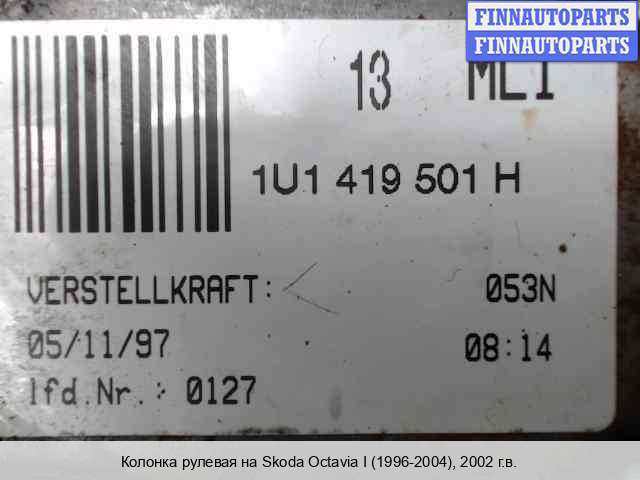 FINNAUTOPARTS
FINNAUTOPARTS
13 ML1
1U1 419 501 H
VERSTELLKRAFT: 053N
05/11/97 08:14
lfd.Nr.: 0127
Колонка рулевая на Skoda Octavia I (1996-2004), 2002 г.в.